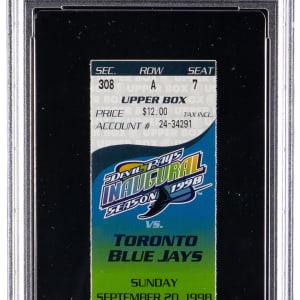 SEC. ROW SEAT
308 A 7
UPPER BOX
PRICE $12.00 TAX INCL.
ACCOUNT # 24-34291
DEVIL RAYS
INAUGURAL
SEASON 1998
VS.
TORONTO
BLUE JAYS
SUNDAY
SEPTEMBER 20, 1998